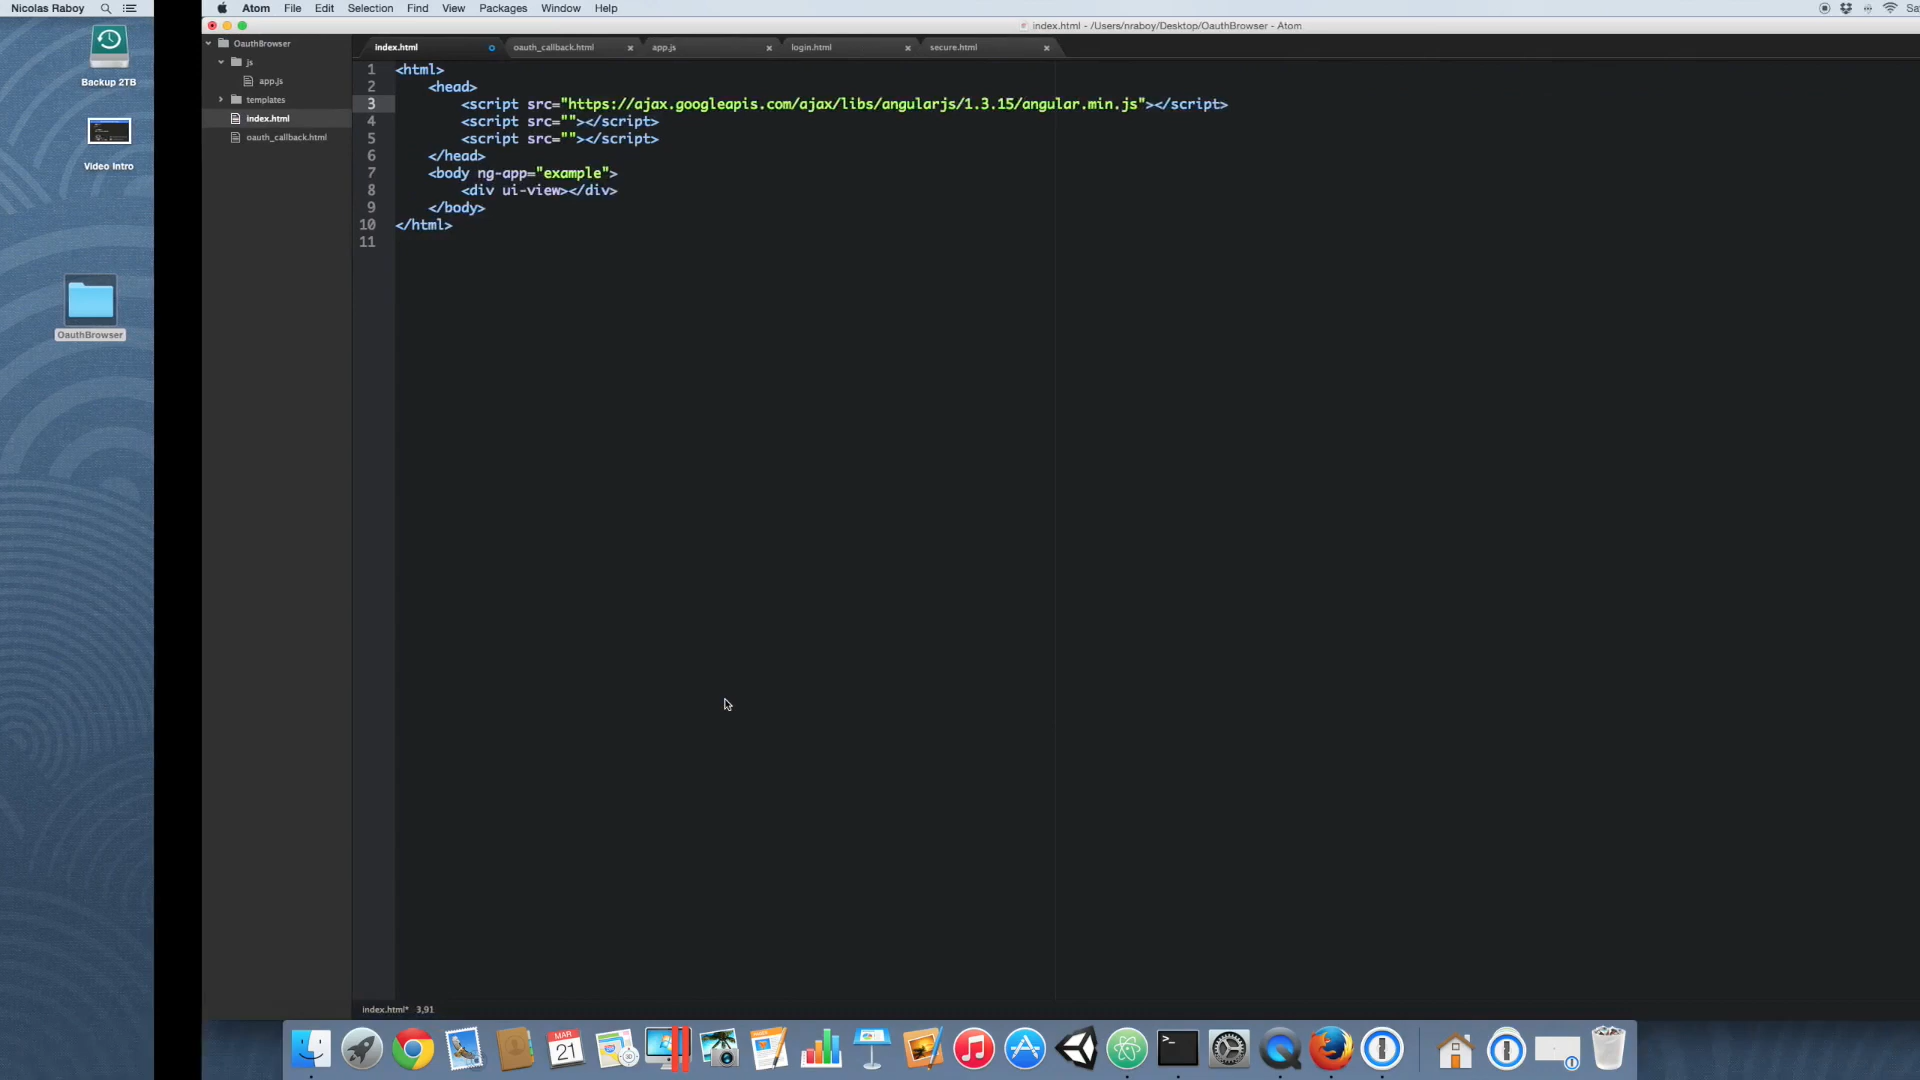 Nicolas Raboy
Atom File Edit Selection Find View Packages Window Help
index.html - /Users/nraboy/Desktop/OauthBrowser - Atom
Backup 2TB
Video Intro
OauthBrowser
OauthBrowser
js
app.js
templates
index.html
oauth_callback.html
index.html oauth_callback.html app.js login.html secure.html
1 <html>
2 <head>
3 <script src="https://ajax.googleapis.com/ajax/libs/angularjs/1.3.15/angular.min.js"></script>
4 <script src=""></script>
5 <script src=""></script>
6 </head>
7 <body ng-app="example">
8 <div ui-view></div>
9 </body>
10 </html>
11
index.html* 3,91
MAR
21